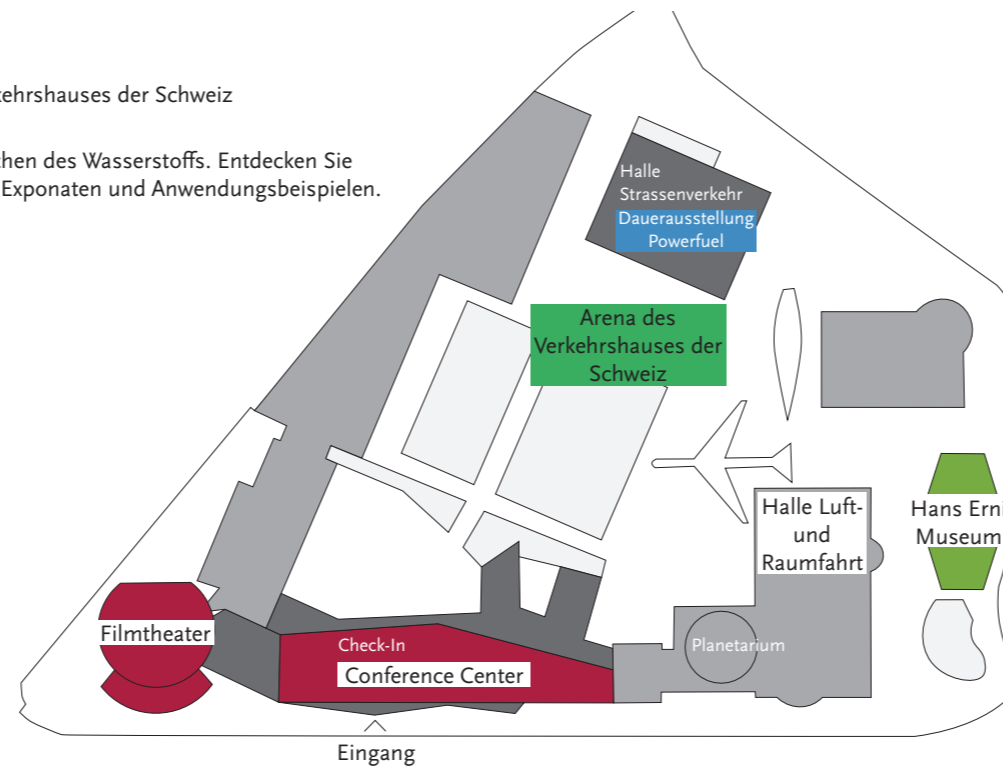 kehrshauses der Schweiz
chen des Wasserstoffs. Entdecken Sie
Exponaten und Anwendungsbeispielen.
Halle
Strassenverkehr
Dauerausstellung
Powerfuel
Arena des
Verkehrshauses der
Schweiz
Halle Luft-
und
Raumfahrt
Hans Erni
Museum
Filmtheater
Check-In
Conference Center
Planetarium
Eingang